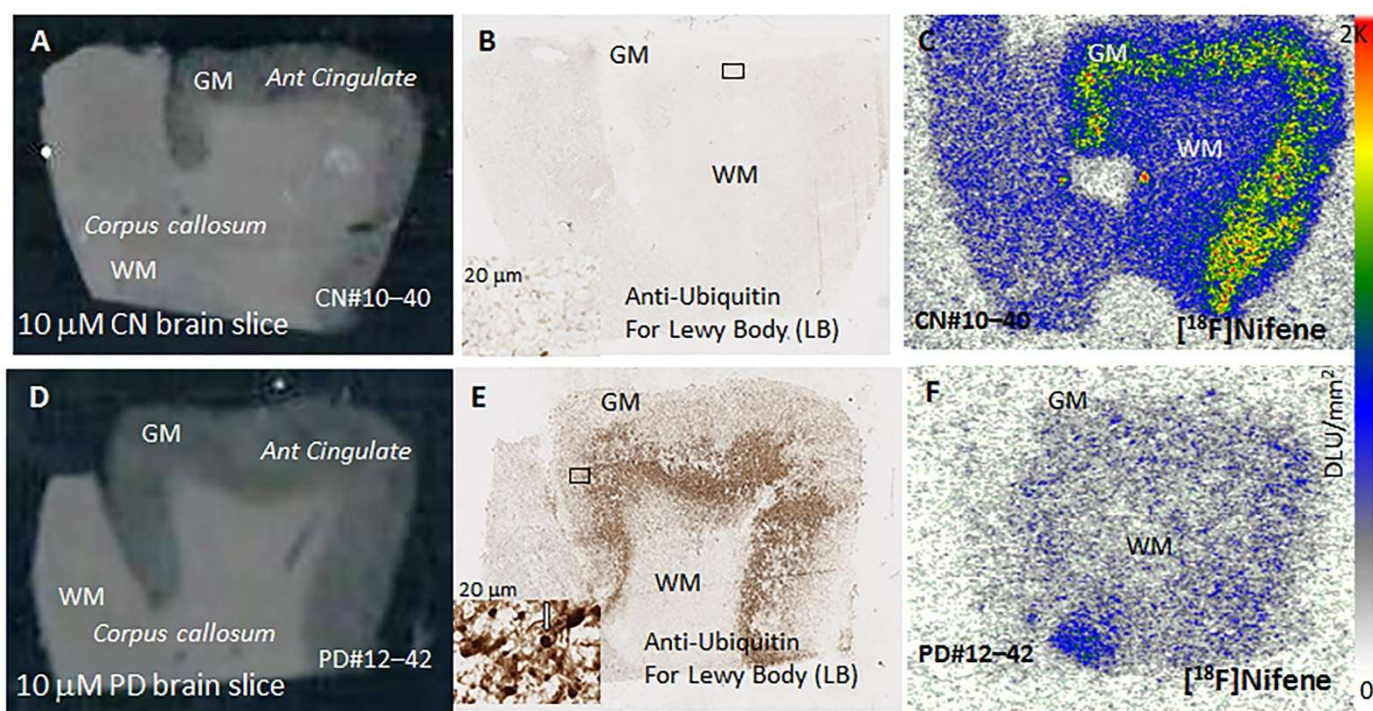 A
GM
Ant Cingulate
Corpus callosum
WM
CN#10–40
10 μM CN brain slice
B
GM
WM
20 μm
Anti-Ubiquitin
For Lewy Body (LB)
C
GM
WM
CN#10–40
[¹⁸F]Nifene
2K
DLU/mm²
0
D
GM
Ant Cingulate
WM
Corpus callosum
PD#12–42
10 μM PD brain slice
E
GM
WM
20 μm
Anti-Ubiquitin
For Lewy Body (LB)
F
GM
WM
PD#12–42
[¹⁸F]Nifene